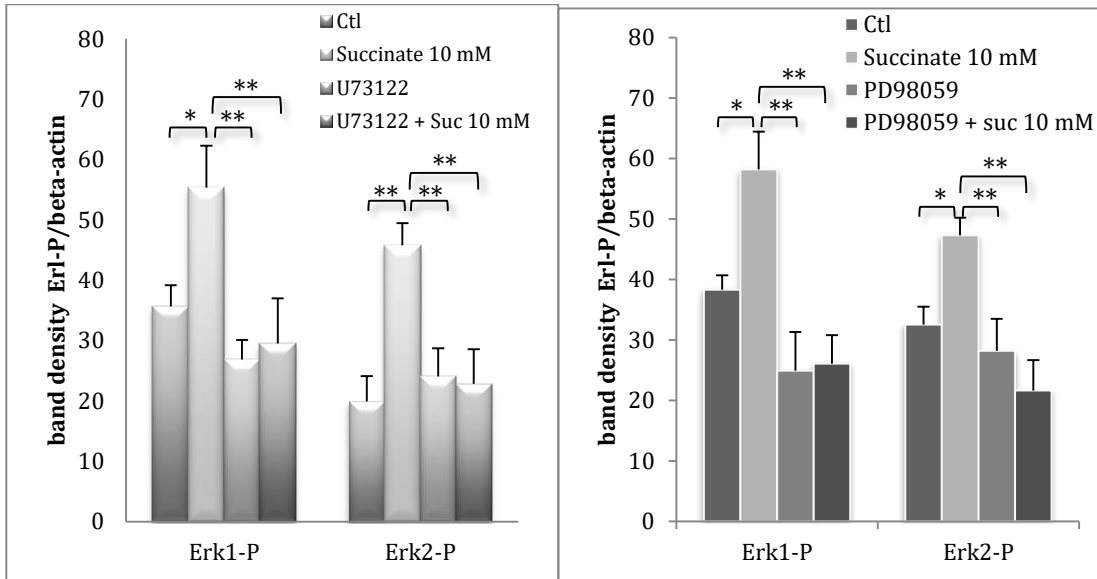 Ctl
Succinate 10 mM
U73122
U73122 + Suc 10 mM
band density Erl-P/beta-actin
80
70
60
50
40
30
20
10
0
**
* **
**
** **
Erk1-P
Erk2-P
Ctl
Succinate 10 mM
PD98059
PD98059 + suc 10 mM
band density Erl-P/beta-actin
80
70
60
50
40
30
20
10
0
**
* **
**
* **
Erk1-P
Erk2-P